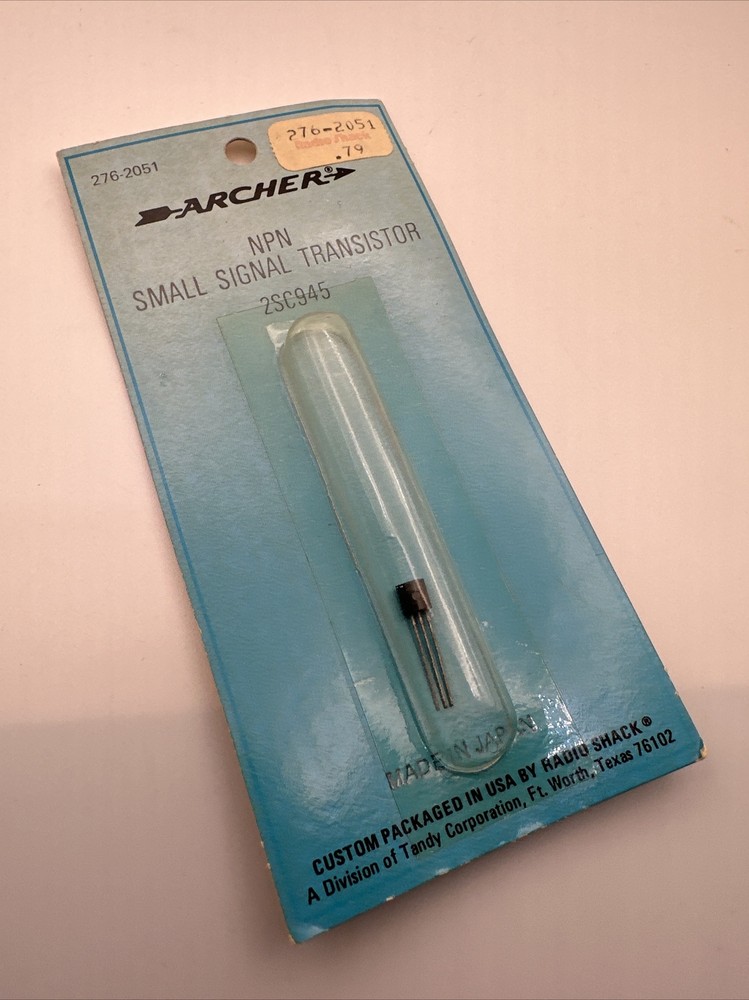 276-2051
276-2051
Radio Shack
.79
ARCHER®
NPN
SMALL SIGNAL TRANSISTOR
2SC945
MADE IN JAPAN
CUSTOM PACKAGED IN USA BY RADIO SHACK®
A Division of Tandy Corporation, Ft. Worth, Texas 76102